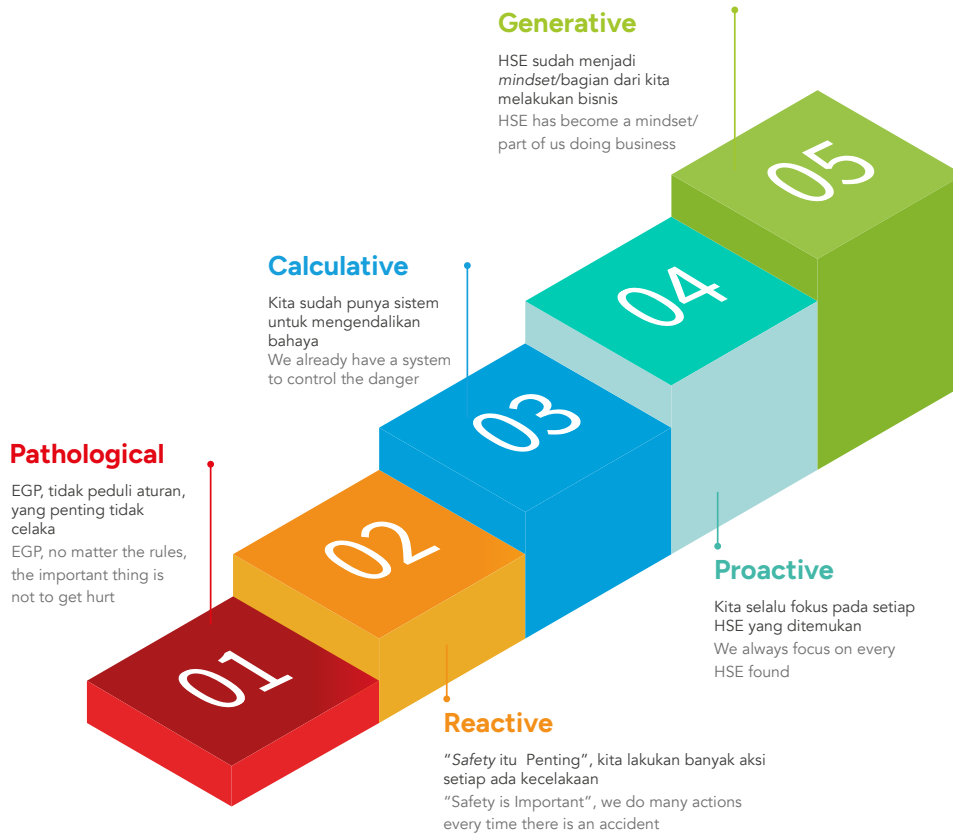 Generative
HSE sudah menjadi
mindset/bagian dari kita
melakukan bisnis
HSE has become a mindset/
part of us doing business
05
Calculative
Kita sudah punya sistem
untuk mengendalikan
bahaya
We already have a system
to control the danger
04
03
Pathological
EGP, tidak peduli aturan,
yang penting tidak
celaka
EGP, no matter the rules,
the important thing is
not to get hurt
02
01
Proactive
Kita selalu fokus pada setiap
HSE yang ditemukan
We always focus on every
HSE found
Reactive
“Safety itu  Penting”, kita lakukan banyak aksi
setiap ada kecelakaan
“Safety is Important”, we do many actions
every time there is an accident